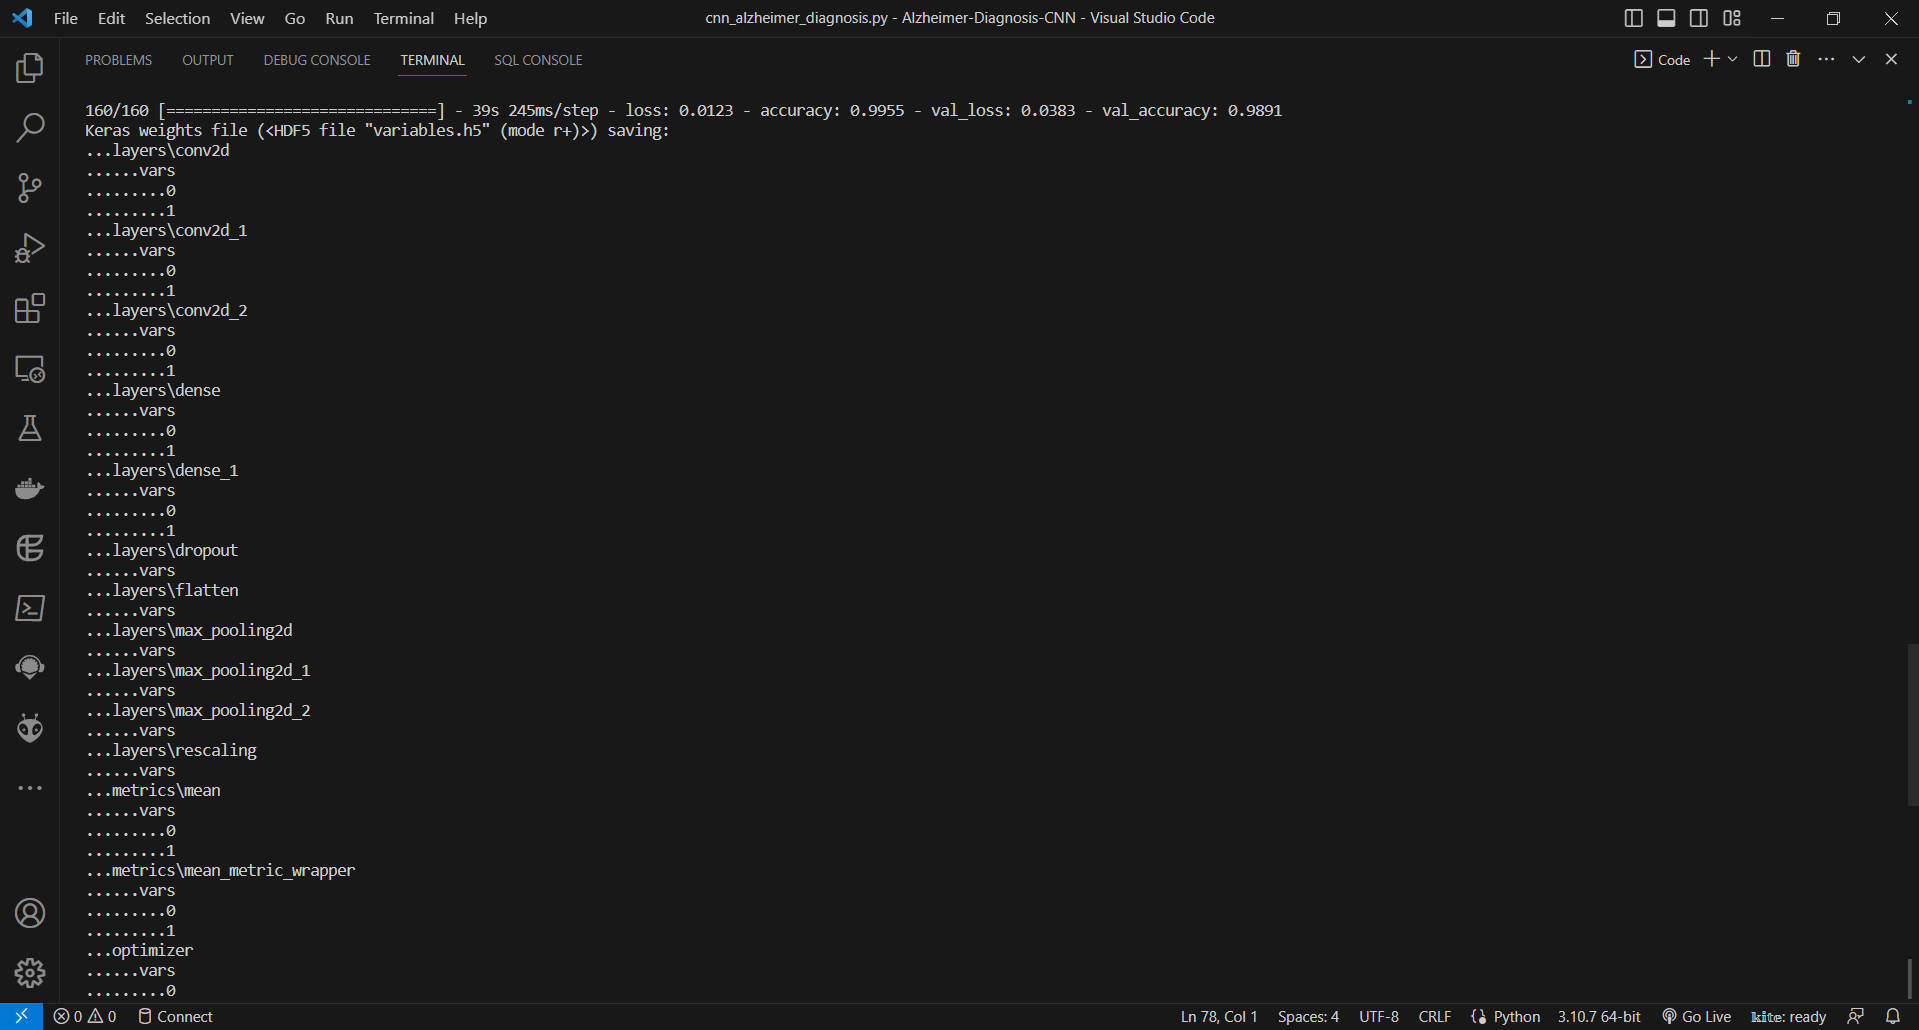 File Edit Selection View Go Run Terminal Help cnn_alzheimer_diagnosis.py - Alzheimer-Diagnosis-CNN - Visual Studio Code
PROBLEMS OUTPUT DEBUG CONSOLE TERMINAL SQL CONSOLE Code
160/160 [==============================] - 39s 245ms/step - loss: 0.0123 - accuracy: 0.9955 - val_loss: 0.0383 - val_accuracy: 0.9891
Keras weights file (<HDF5 file "variables.h5" (mode r+)>) saving:
...layers\conv2d
......vars
.........0
.........1
...layers\conv2d_1
......vars
.........0
.........1
...layers\conv2d_2
......vars
.........0
.........1
...layers\dense
......vars
.........0
.........1
...layers\dense_1
......vars
.........0
.........1
...layers\dropout
......vars
...layers\flatten
......vars
...layers\max_pooling2d
......vars
...layers\max_pooling2d_1
......vars
...layers\max_pooling2d_2
......vars
...layers\rescaling
......vars
...metrics\mean
......vars
.........0
.........1
...metrics\mean_metric_wrapper
......vars
.........0
.........1
...optimizer
......vars
.........0
0 0 Connect Ln 78, Col 1 Spaces: 4 UTF-8 CRLF Python 3.10.7 64-bit Go Live kite: ready